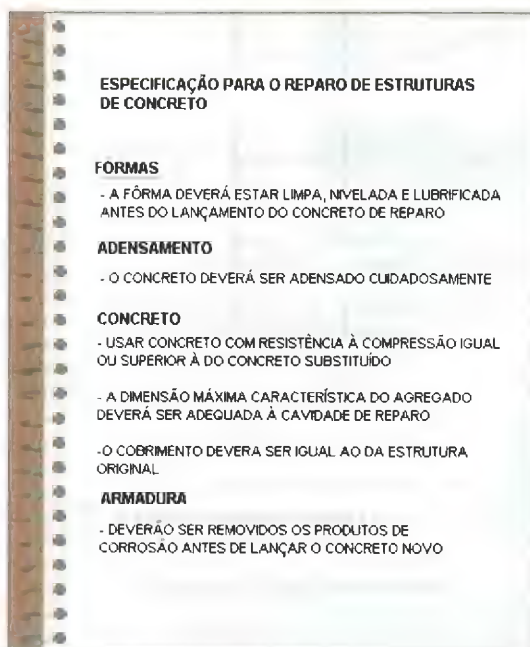 ESPECIFICAÇÃO PARA O REPARO DE ESTRUTURAS
DE CONCRETO
FÔRMAS
- A FÔRMA DEVERÁ ESTAR LIMPA, NIVELADA E LUBRIFICADA
ANTES DO LANÇAMENTO DO CONCRETO DE REPARO
ADENSAMENTO
- O CONCRETO DEVERÁ SER ADENSADO CUIDADOSAMENTE
CONCRETO
- USAR CONCRETO COM RESISTÊNCIA À COMPRESSÃO IGUAL
OU SUPERIOR À DO CONCRETO SUBSTITUÍDO
- A DIMENSÃO MÁXIMA CARACTERÍSTICA DO AGREGADO
DEVERÁ SER ADEQUADA À CAVIDADE DE REPARO
-O COBRIMENTO DEVERA SER IGUAL AO DA ESTRUTURA
ORIGINAL
ARMADURA
- DEVERÃO SER REMOVIDOS OS PRODUTOS DE
CORROSÃO ANTES DE LANÇAR O CONCRETO NOVO